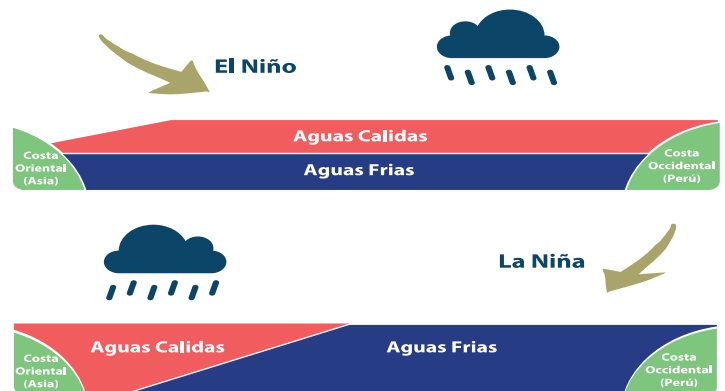 El Niño
Aguas Calidas
Aguas Frias
Costa
Oriental
(Asia)
Costa
Occidental
(Perú)
La Niña
Aguas Calidas
Aguas Frias
Costa
Oriental
(Asia)
Costa
Occidental
(Perú)